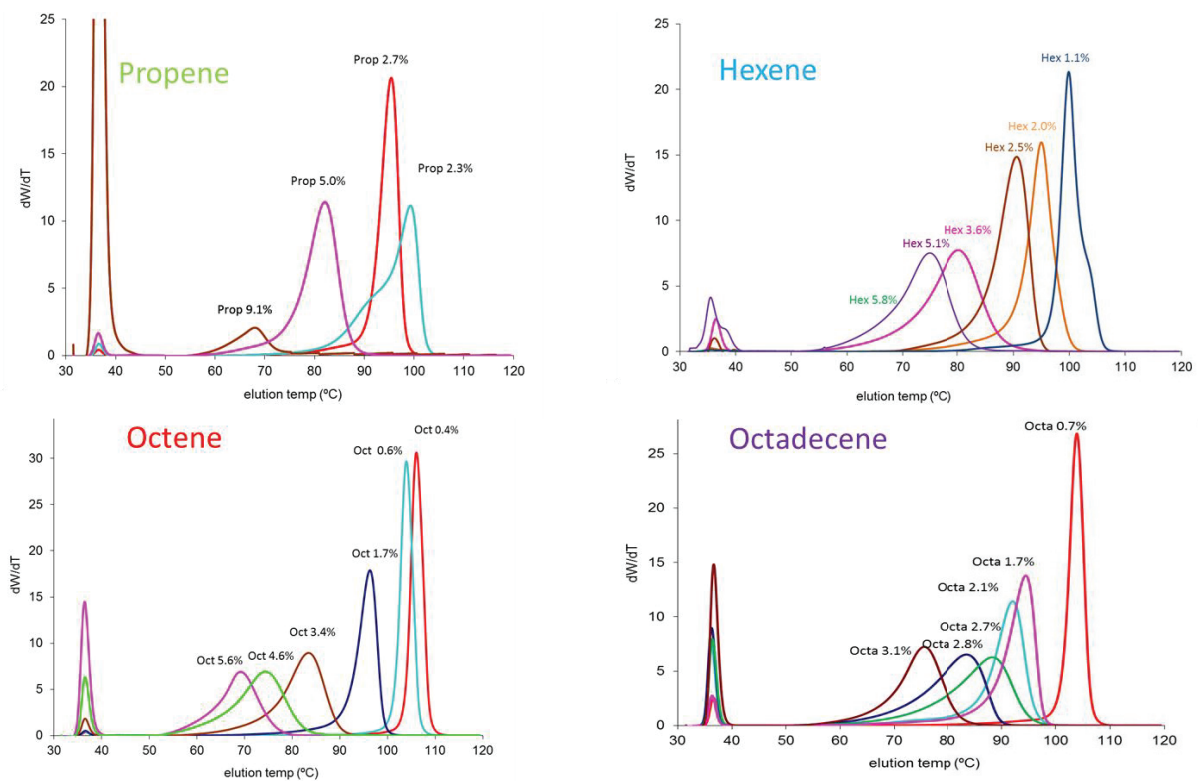 Propene
25
20
15
10
5
0
dW/dT
Prop 2.7%
Prop 2.3%
Prop 5.0%
Prop 9.1%
30 40 50 60 70 80 90 100 110 120
elution temp (ºC)
Hexene
25
20
15
10
5
0
dW/dT
Hex 1.1%
Hex 2.0%
Hex 2.5%
Hex 3.6%
Hex 5.1%
Hex 5.8%
30 40 50 60 70 80 90 100 110 120
elution temp (ºC)
Octene
30
25
20
15
10
5
0
dW/dT
Oct 0.4%
Oct 0.6%
Oct 1.7%
Oct 3.4%
Oct 5.6% Oct 4.6%
30 40 50 60 70 80 90 100 110 120
elution temp (ºC)
Octadecene
25
20
15
10
5
0
dW/dT
Octa 0.7%
Octa 1.7%
Octa 2.1%
Octa 2.7%
Octa 3.1% Octa 2.8%
30 40 50 60 70 80 90 100 110 120
elution temp (ºC)